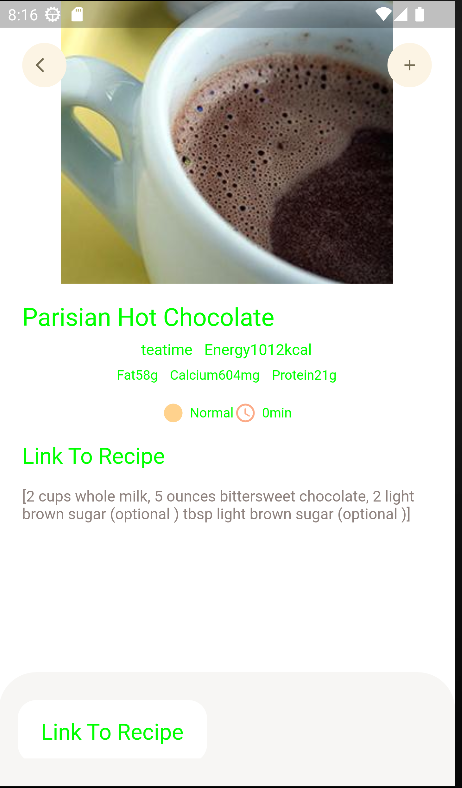 8:16
Parisian Hot Chocolate
teatime Energy1012kcal
Fat58g Calcium604mg Protein21g
Normal 0min
Link To Recipe
[2 cups whole milk, 5 ounces bittersweet chocolate, 2 light
brown sugar (optional ) tbsp light brown sugar (optional )]
Link To Recipe